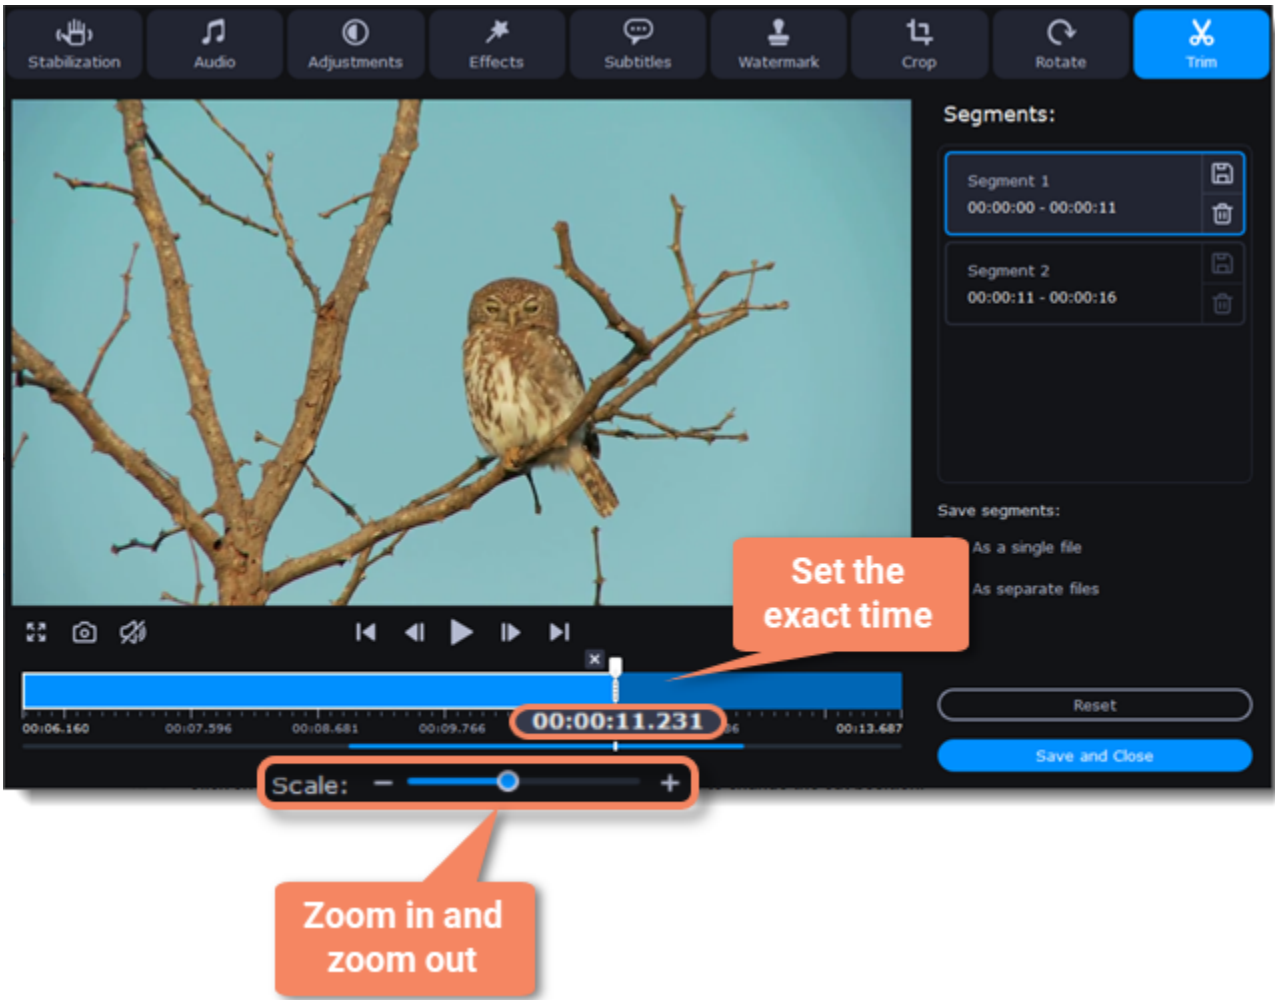 Stabilization
Audio
Adjustments
Effects
Subtitles
Watermark
Crop
Rotate
Trim
Segments:
Segment 1
00:00:00 - 00:00:11
Segment 2
00:00:11 - 00:00:16
Save segments:
As a single file
As separate files
Set the
exact time
00:06.160
00:07.596
00:08.681
00:09.766
00:00:11.231
36
00:13.687
Reset
Save and Close
Scale:
Zoom in and
zoom out